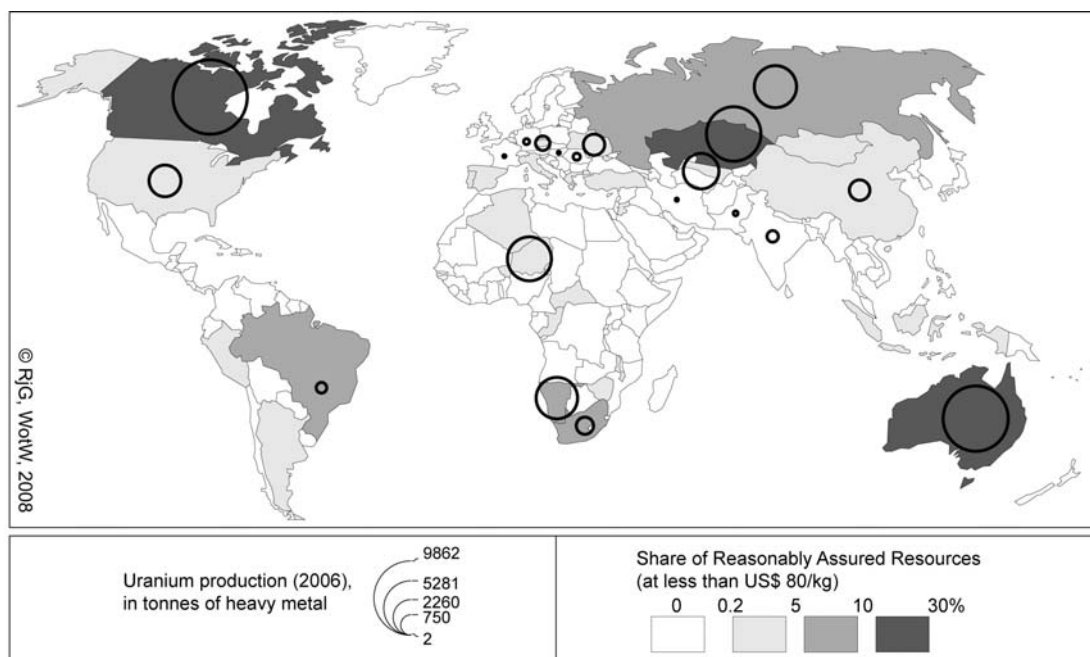 © RjG, WotW, 2008
Uranium production (2006),
in tonnes of heavy metal
9862
5281
2260
750
2
Share of Reasonably Assured Resources
(at less than US$ 80/kg)
0 0.2 5 10 30%